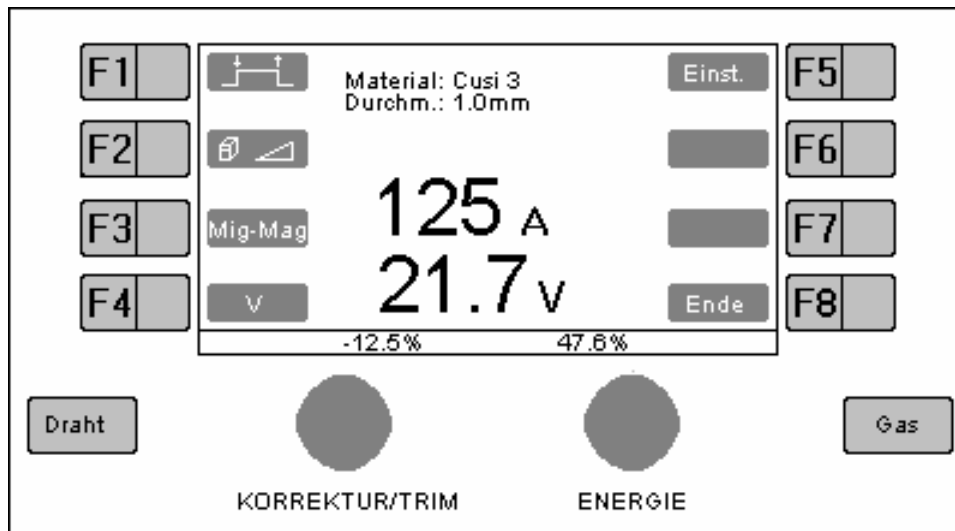 F1
Material: Cusi 3
Einst.
F5
Durchm.: 1.0mm
F2
F6
125 A
F3
Mig-Mag
F7
21.7 V
F4
V
Ende
F8
-12.5%
47.6%
Draht
Gas
KORREKTUR/TRIM
ENERGIE